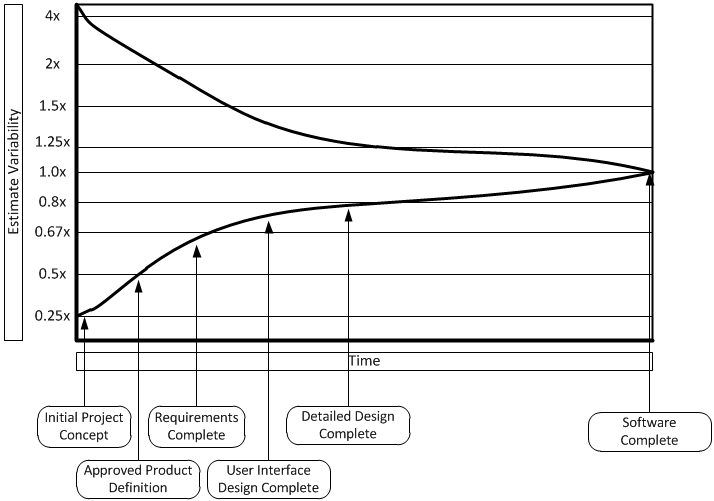 Estimate Variability
4x
2x
1.5x
1.25x
1.0x
0.8x
0.67x
0.5x
0.25x
Time
Initial Project
Concept
Approved Product
Definition
Requirements
Complete
User Interface
Design Complete
Detailed Design
Complete
Software
Complete